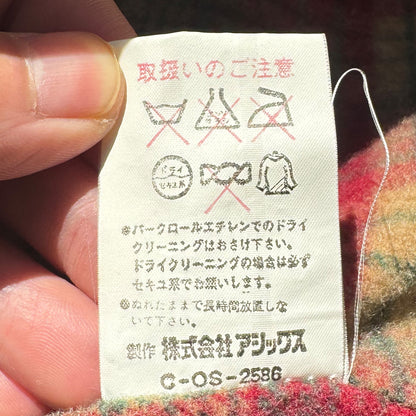 取扱いのご注意
ドライ
セキユ系
●パークロールエチレンでのドライ
クリーニングはおさけ下さい。
ドライクリーニングの場合は必ず
セキユ系でお願いします。
●ぬれたままで長時間放置しな
いで下さい。
製作 株式会社アシックス
C-OS-2586